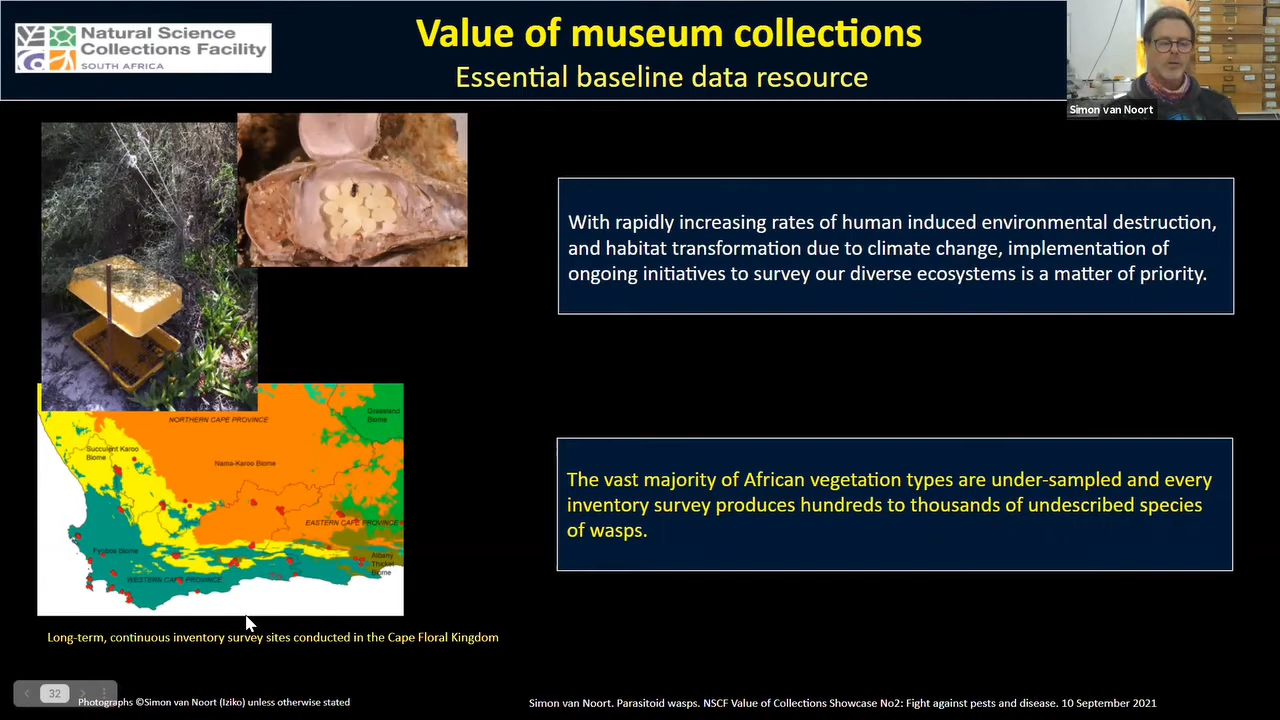 Natural Science
Collections Facility
SOUTH AFRICA
Value of museum collections
Essential baseline data resource
Simon van Noort
With rapidly increasing rates of human induced environmental destruction,
and habitat transformation due to climate change, implementation of
ongoing initiatives to survey our diverse ecosystems is a matter of priority.
Grassland
Biome
NORTHERN CAPE PROVINCE
Succulent Karoo
Biome
Nama-Karoo Biome
EASTERN CAPE PROVINCE
Fynbos Biome
Albany
Thicket
Biome
WESTERN CAPE PROVINCE
The vast majority of African vegetation types are under-sampled and every
inventory survey produces hundreds to thousands of undescribed species
of wasps.
Long-term, continuous inventory survey sites conducted in the Cape Floral Kingdom
32
Photographs ©Simon van Noort (Iziko) unless otherwise stated
Simon van Noort. Parasitoid wasps. NSCF Value of Collections Showcase No2: Fight against pests and disease. 10 September 2021